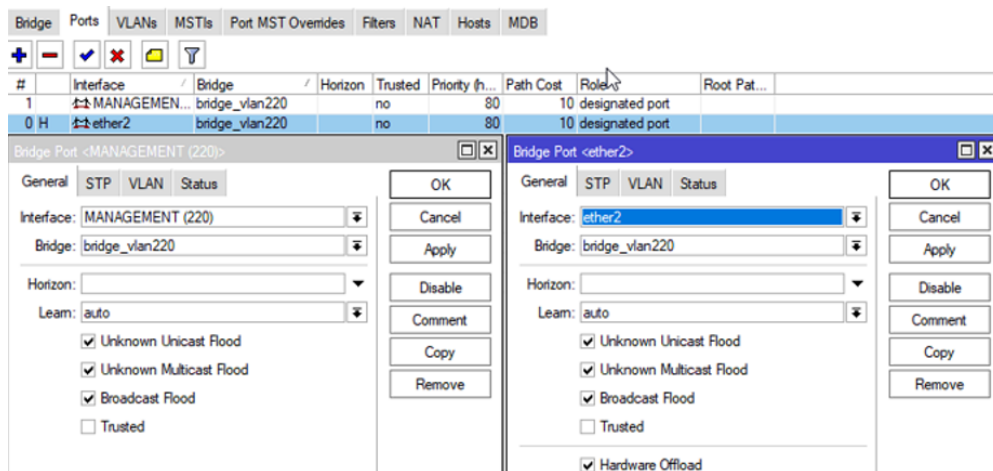 Bridge Ports VLANs MSTIs Port MST Overrides Filters NAT Hosts MDB
# Interface Bridge Horizon Trusted Priority (h... Path Cost Role Root Pat...
1 MANAGEMEN... bridge_vlan220 no 80 10 designated port
0 H ether2 bridge_vlan220 no 80 10 designated port
Bridge Port <MANAGEMENT (220)>
General STP VLAN Status
OK
Interface: MANAGEMENT (220)
Cancel
Bridge: bridge_vlan220
Apply
Horizon:
Disable
Learn: auto
Comment
Unknown Unicast Flood
Copy
Unknown Multicast Flood
Remove
Broadcast Flood
Trusted
Bridge Port <ether2>
General STP VLAN Status
OK
Interface: ether2
Cancel
Bridge: bridge_vlan220
Apply
Horizon:
Disable
Learn: auto
Comment
Unknown Unicast Flood
Copy
Unknown Multicast Flood
Remove
Broadcast Flood
Trusted
Hardware Offload